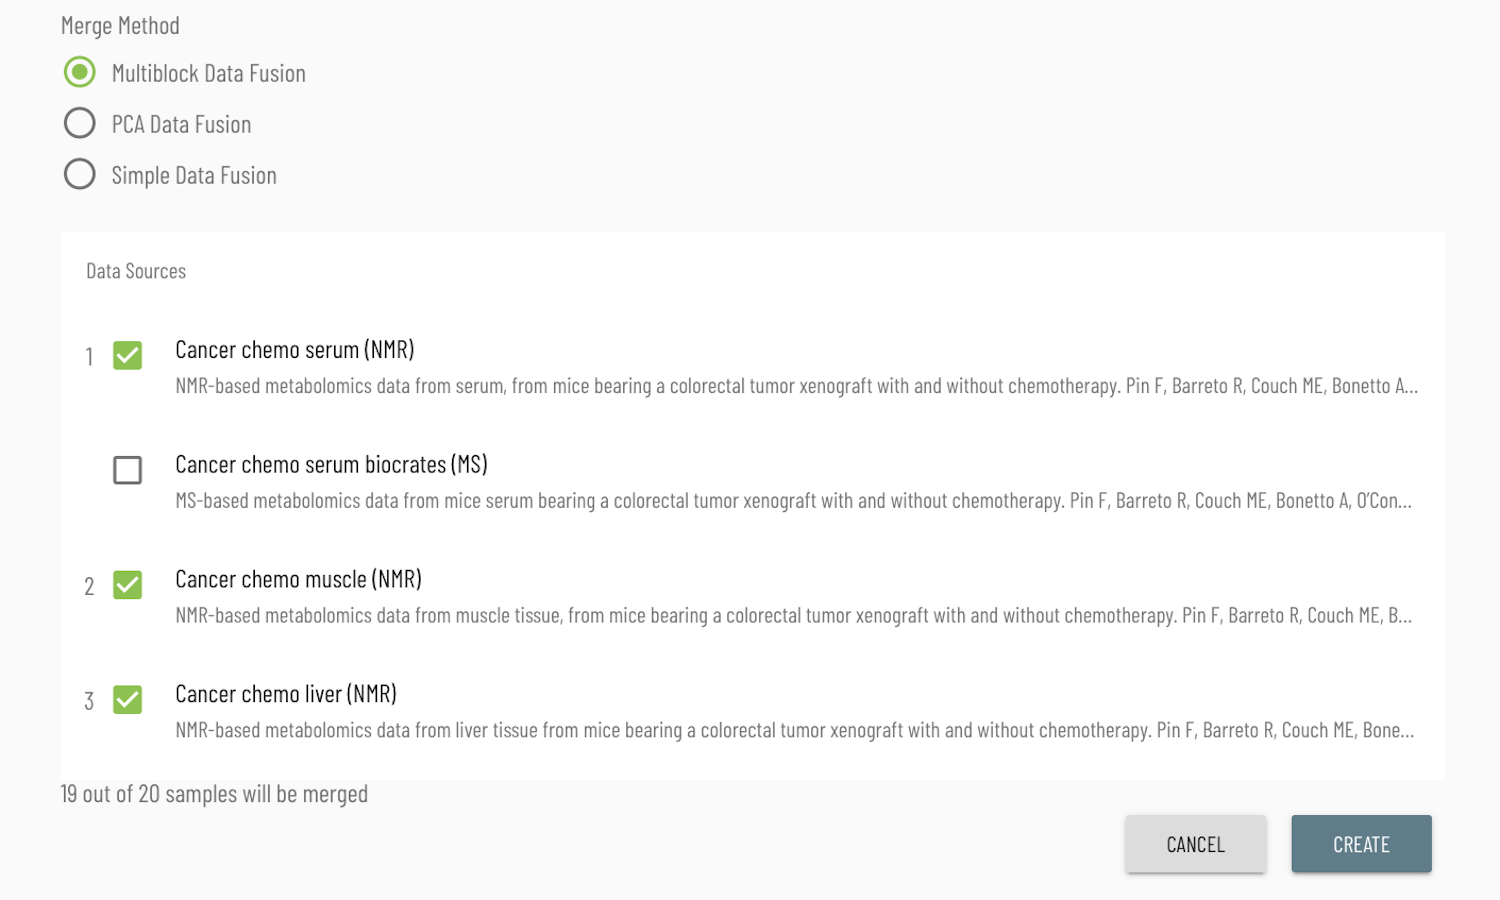 Merge Method
Multiblock Data Fusion
PCA Data Fusion
Simple Data Fusion
Data Sources
1 Cancer chemo serum (NMR)
NMR-based metabolomics data from serum, from mice bearing a colorectal tumor xenograft with and without chemotherapy. Pin F, Barreto R, Couch ME, Bonetto A...
Cancer chemo serum biocrates (MS)
MS-based metabolomics data from mice serum bearing a colorectal tumor xenograft with and without chemotherapy. Pin F, Barreto R, Couch ME, Bonetto A, O’Con...
2 Cancer chemo muscle (NMR)
NMR-based metabolomics data from muscle tissue, from mice bearing a colorectal tumor xenograft with and without chemotherapy. Pin F, Barreto R, Couch ME, B...
3 Cancer chemo liver (NMR)
NMR-based metabolomics data from liver tissue from mice bearing a colorectal tumor xenograft with and without chemotherapy. Pin F, Barreto R, Couch ME, Bone...
19 out of 20 samples will be merged
CANCEL CREATE